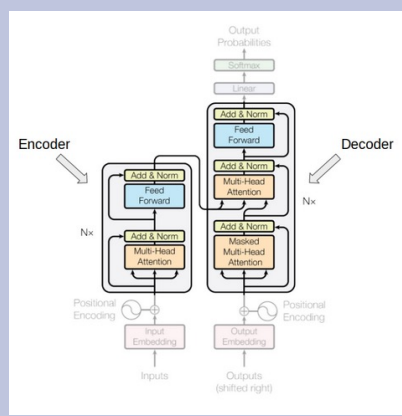 Output
Probabilities
Softmax
Linear
Add & Norm
Feed
Forward
Add & Norm
Multi-Head
Attention
Add & Norm
Masked
Multi-Head
Attention
Nx
Decoder
Encoder
Add & Norm
Feed
Forward
Add & Norm
Multi-Head
Attention
Nx
Positional
Encoding
Positional
Encoding
Input
Embedding
Output
Embedding
Inputs
Outputs
(shifted right)